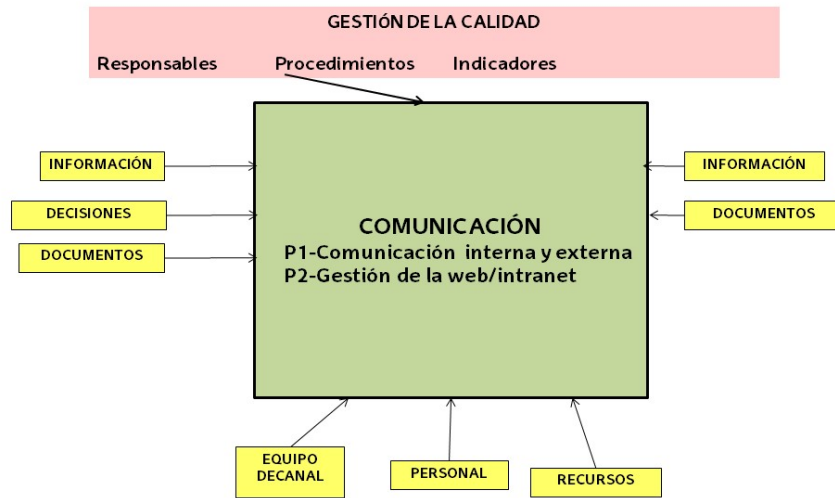 GESTIÓN DE LA CALIDAD
Responsables Procedimientos Indicadores
INFORMACIÓN
DECISIONES
DOCUMENTOS
COMUNICACIÓN
P1-Comunicación interna y externa
P2-Gestión de la web/intranet
INFORMACIÓN
DOCUMENTOS
EQUIPO
DECANAL
PERSONAL
RECURSOS